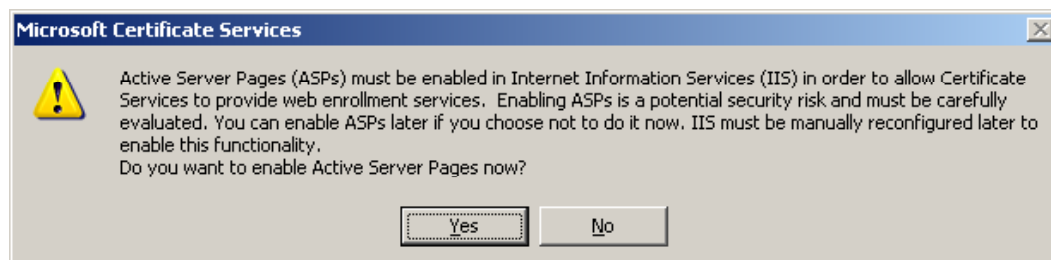 Microsoft Certificate Services
Active Server Pages (ASPs) must be enabled in Internet Information Services (IIS) in order to allow Certificate
Services to provide web enrollment services.  Enabling ASPs is a potential security risk and must be carefully
evaluated. You can enable ASPs later if you choose not to do it now. IIS must be manually reconfigured later to
enable this functionality.
Do you want to enable Active Server Pages now?
Yes No